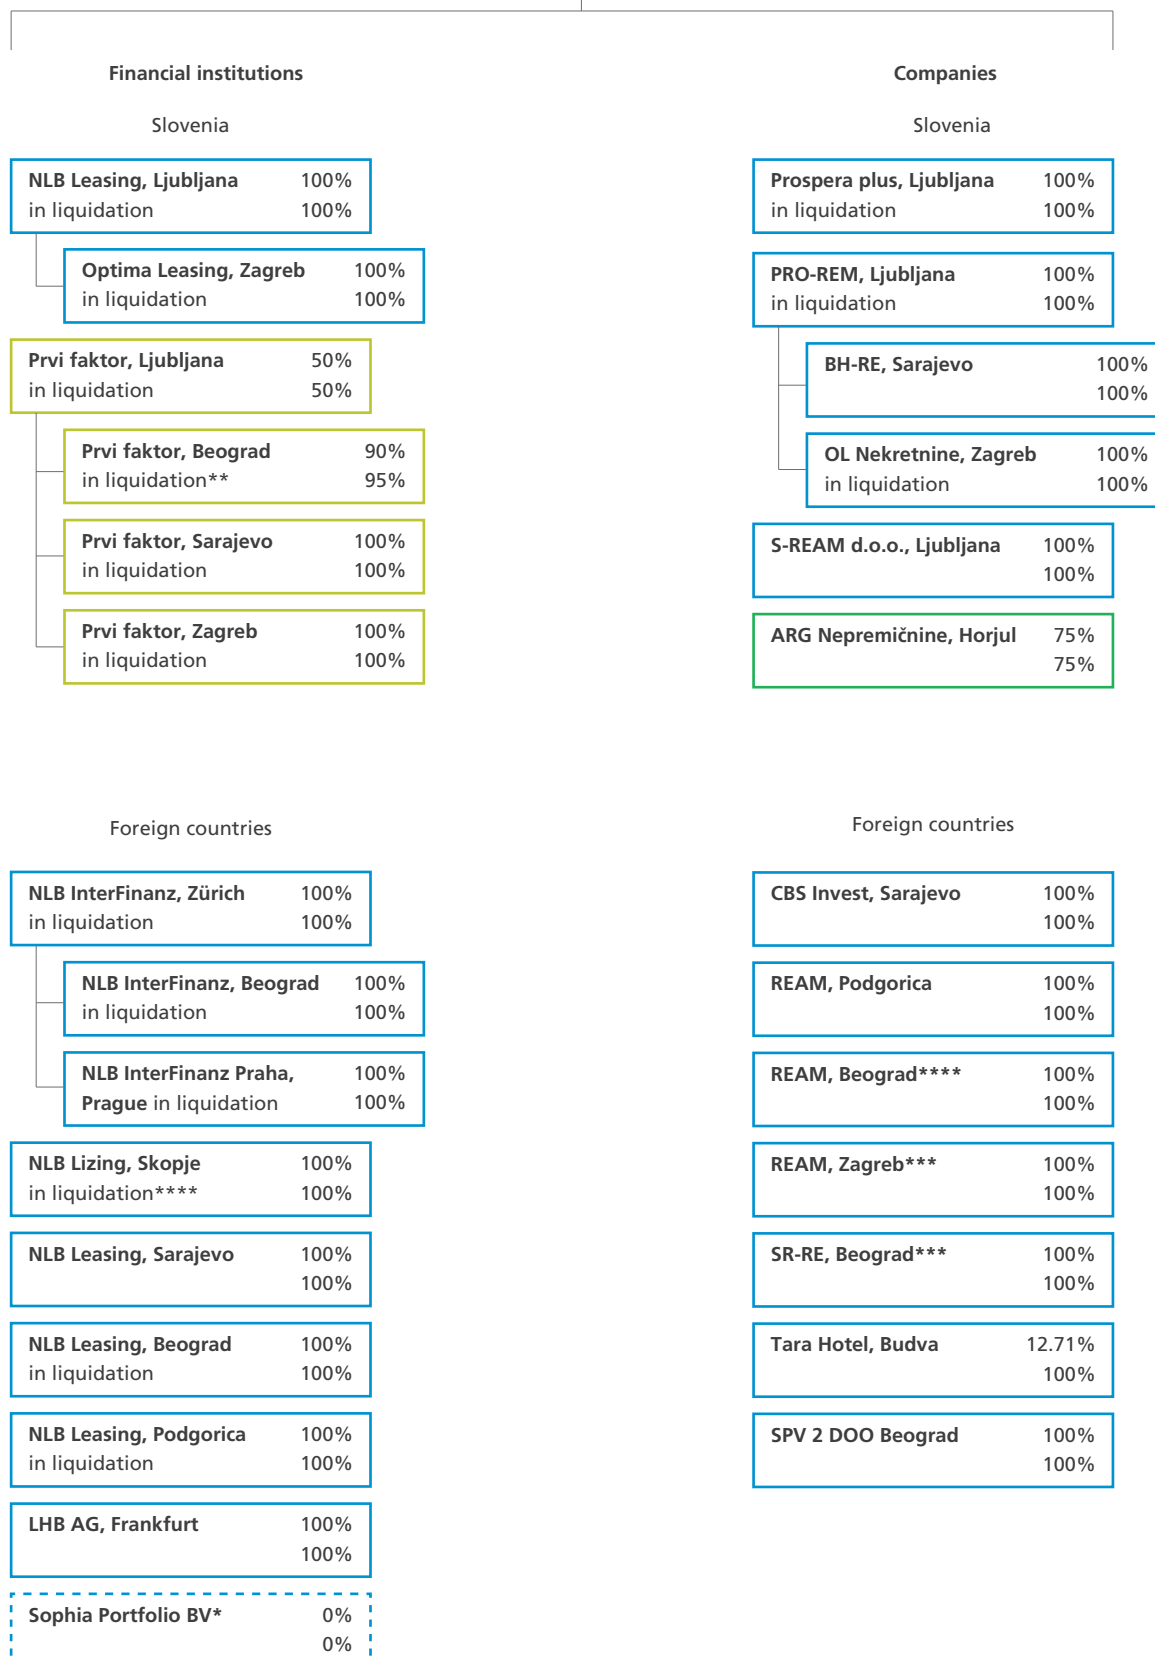 Financial institutions
Slovenia
NLB Leasing, Ljubljana 100%
in liquidation 100%
Optima Leasing, Zagreb 100%
in liquidation 100%
Prvi faktor, Ljubljana 50%
in liquidation 50%
Prvi faktor, Beograd 90%
in liquidation** 95%
Prvi faktor, Sarajevo 100%
in liquidation 100%
Prvi faktor, Zagreb 100%
in liquidation 100%
Foreign countries
NLB InterFinanz, Zürich 100%
in liquidation 100%
NLB InterFinanz, Beograd 100%
in liquidation 100%
NLB InterFinanz Praha, 100%
Prague in liquidation 100%
NLB Lizing, Skopje 100%
in liquidation**** 100%
NLB Leasing, Sarajevo 100%
100%
NLB Leasing, Beograd 100%
in liquidation 100%
NLB Leasing, Podgorica 100%
in liquidation 100%
LHB AG, Frankfurt 100%
100%
Sophia Portfolio BV* 0%
0%
Companies
Slovenia
Prospera plus, Ljubljana 100%
in liquidation 100%
PRO-REM, Ljubljana 100%
in liquidation 100%
BH-RE, Sarajevo 100%
100%
OL Nekretnine, Zagreb 100%
in liquidation 100%
S-REAM d.o.o., Ljubljana 100%
100%
ARG Nepremičnine, Horjul 75%
75%
Foreign countries
CBS Invest, Sarajevo 100%
100%
REAM, Podgorica 100%
100%
REAM, Beograd**** 100%
100%
REAM, Zagreb*** 100%
100%
SR-RE, Beograd*** 100%
100%
Tara Hotel, Budva 12.71%
100%
SPV 2 DOO Beograd 100%
100%